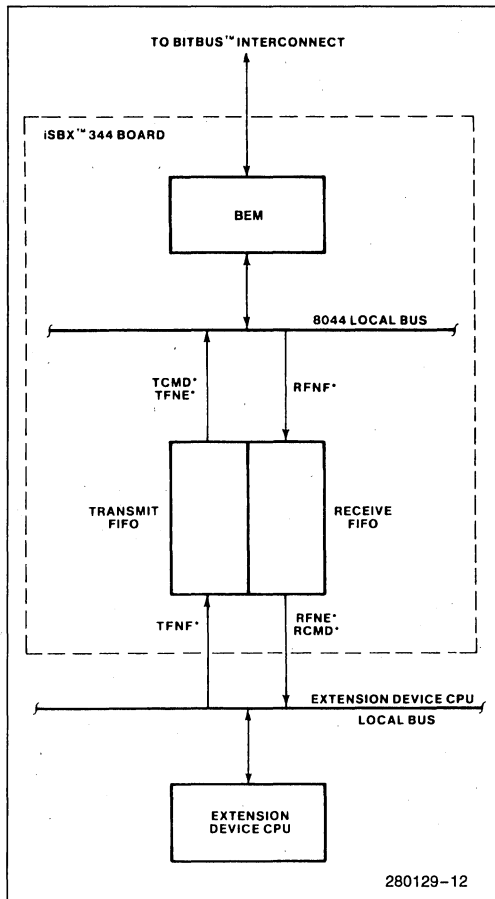 TO BITBUS™ INTERCONNECT
iSBX™ 344 BOARD
BEM
8044 LOCAL BUS
TCMD*
TFNE*
RFNF*
TRANSMIT
FIFO
RECEIVE
FIFO
TFNF*
RFNE*
RCMD*
EXTENSION DEVICE CPU
LOCAL BUS
EXTENSION
DEVICE CPU
280129-12